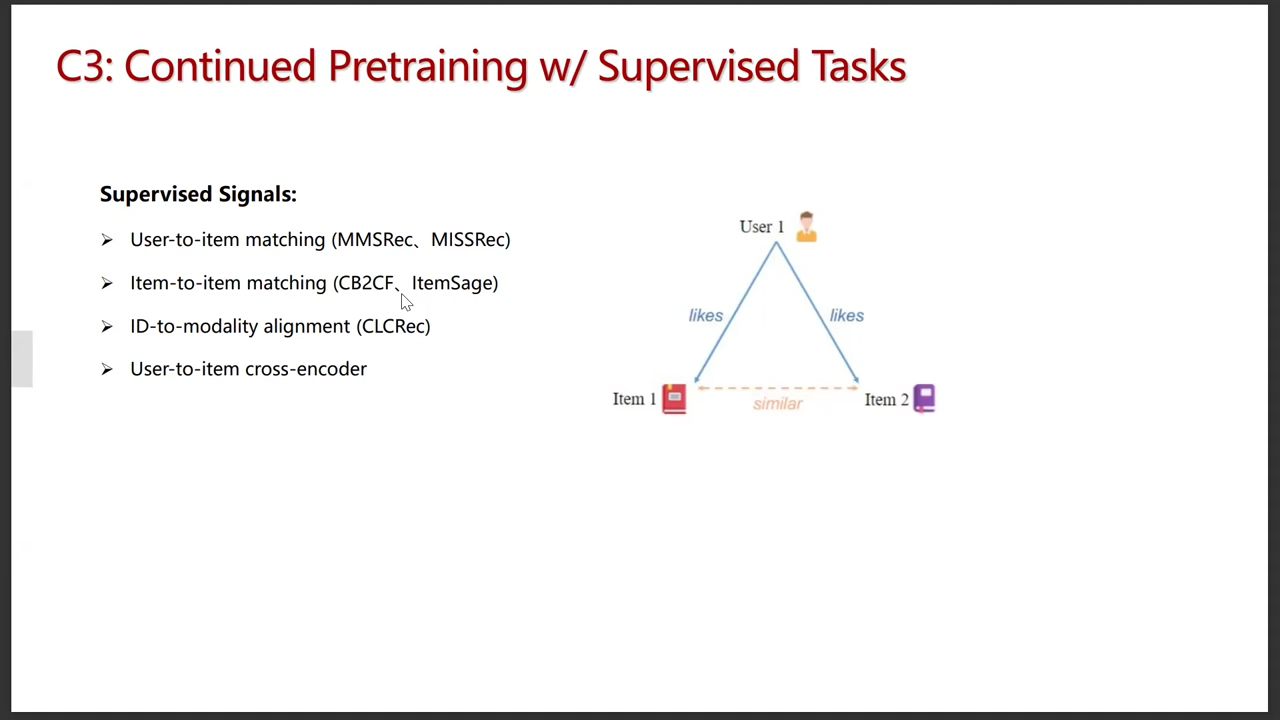 C3: Continued Pretraining w/ Supervised Tasks
Supervised Signals:
User-to-item matching (MMSRec、MISSRec)
Item-to-item matching (CB2CF、ItemSage)
ID-to-modality alignment (CLCRec)
User-to-item cross-encoder
User 1
likes
likes
Item 1
similar
Item 2